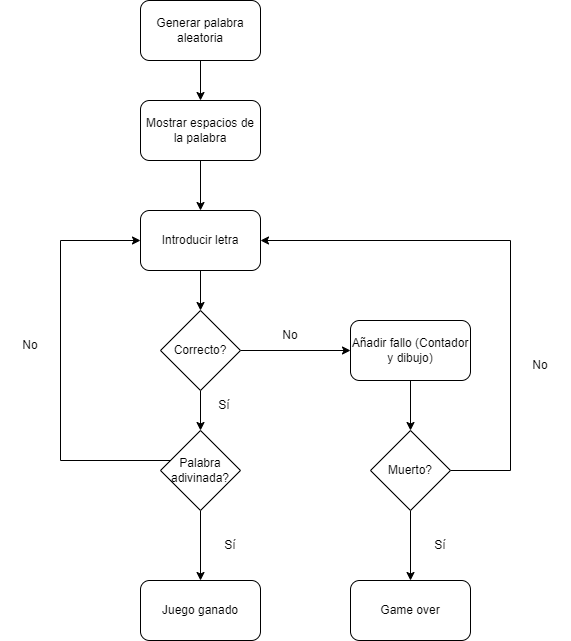 Generar palabra
aleatoria
Mostrar espacios de
la palabra
Introducir letra
Correcto?
No
Añadir fallo (Contador
y dibujo)
No
No
Sí
Palabra
adivinada?
Muerto?
Sí
Sí
Juego ganado
Game over